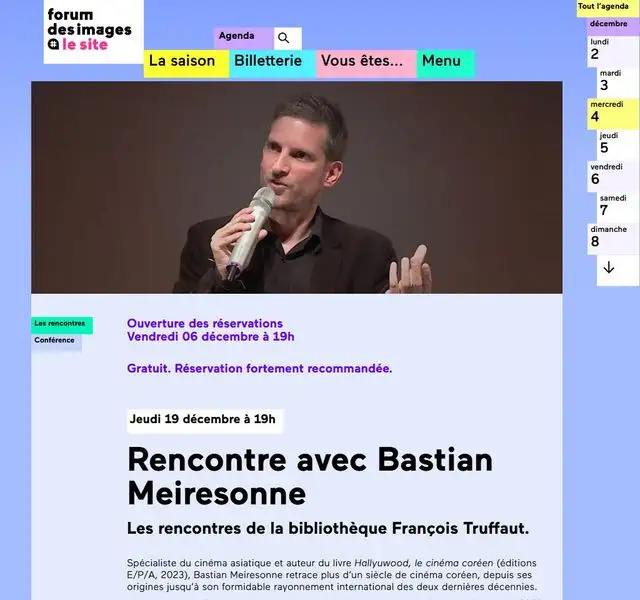 forum
des images
le site
Agenda
La saison
Billetterie
Vous êtes...
Menu
Tout l'agenda
décembre
lundi
2
mardi
3
mercredi
4
jeudi
5
vendredi
6
samedi
7
dimanche
8
Les rencontres
Conférence
Ouverture des réservations
Vendredi 06 décembre à 19h
Gratuit. Réservation fortement recommandée.
Jeudi 19 décembre à 19h
Rencontre avec Bastian
Meiresonne
Les rencontres de la bibliothèque François Truffaut.
Spécialiste du cinéma asiatique et auteur du livre Hallyuwood, le cinéma coréen (éditions
E/P/A, 2023), Bastian Meiresonne retrace plus d'un siècle de cinéma coréen, depuis ses
origines jusqu'à son formidable rayonnement international des deux dernières décennies.